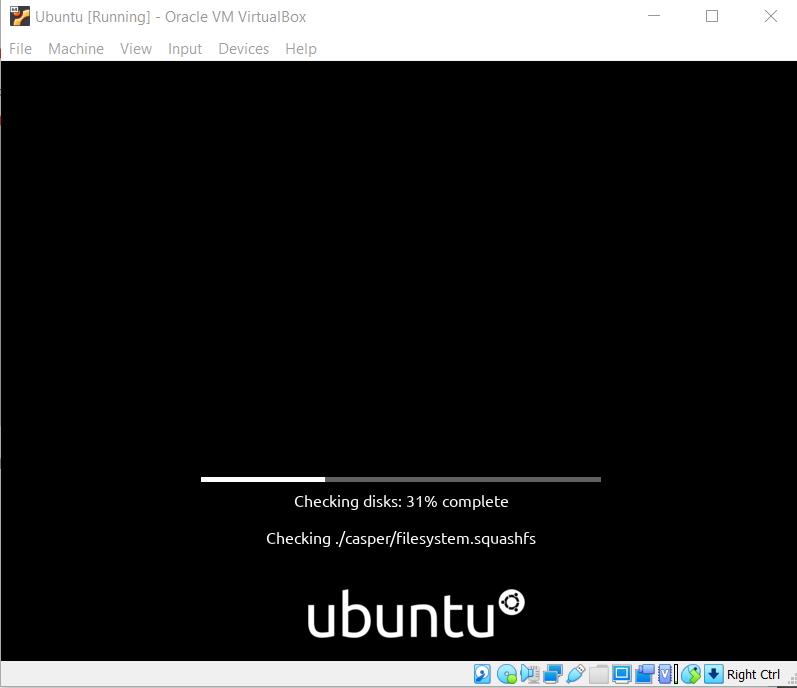 Ubuntu [Running] - Oracle VM VirtualBox
File Machine View Input Devices Help
Checking disks: 31% complete
Checking ./casper/filesystem.squashfs
ubuntu
Right Ctrl